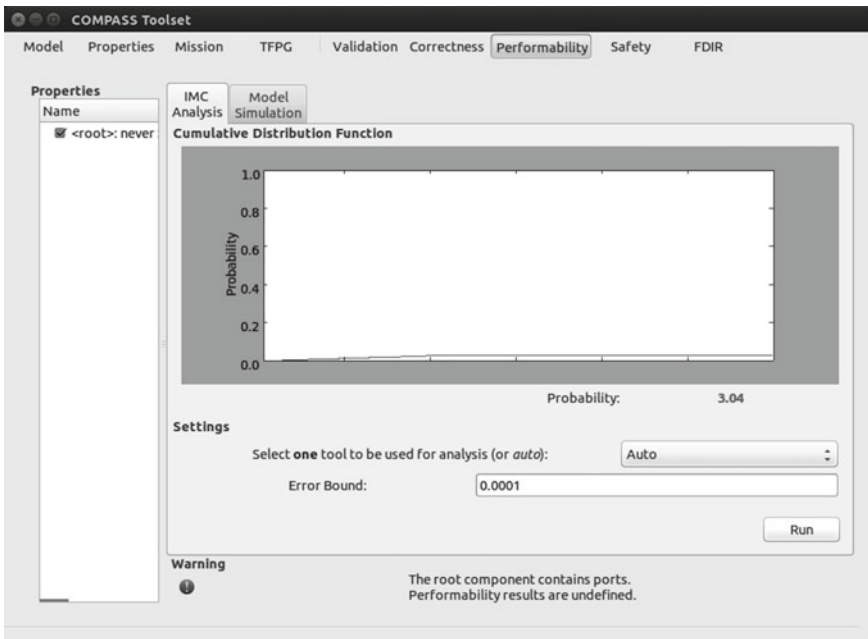 COMPASS Toolset
Model Properties Mission TFPG Validation Correctness Performability Safety FDIR
Properties
Name
<root>: never
IMC Analysis
Model Simulation
Cumulative Distribution Function
1.0
0.8
0.6
0.4
0.2
0.0
Probability
Probability: 3.04
Settings
Select one tool to be used for analysis (or auto): Auto
Error Bound: 0.0001
Run
Warning
The root component contains ports.
Performability results are undefined.